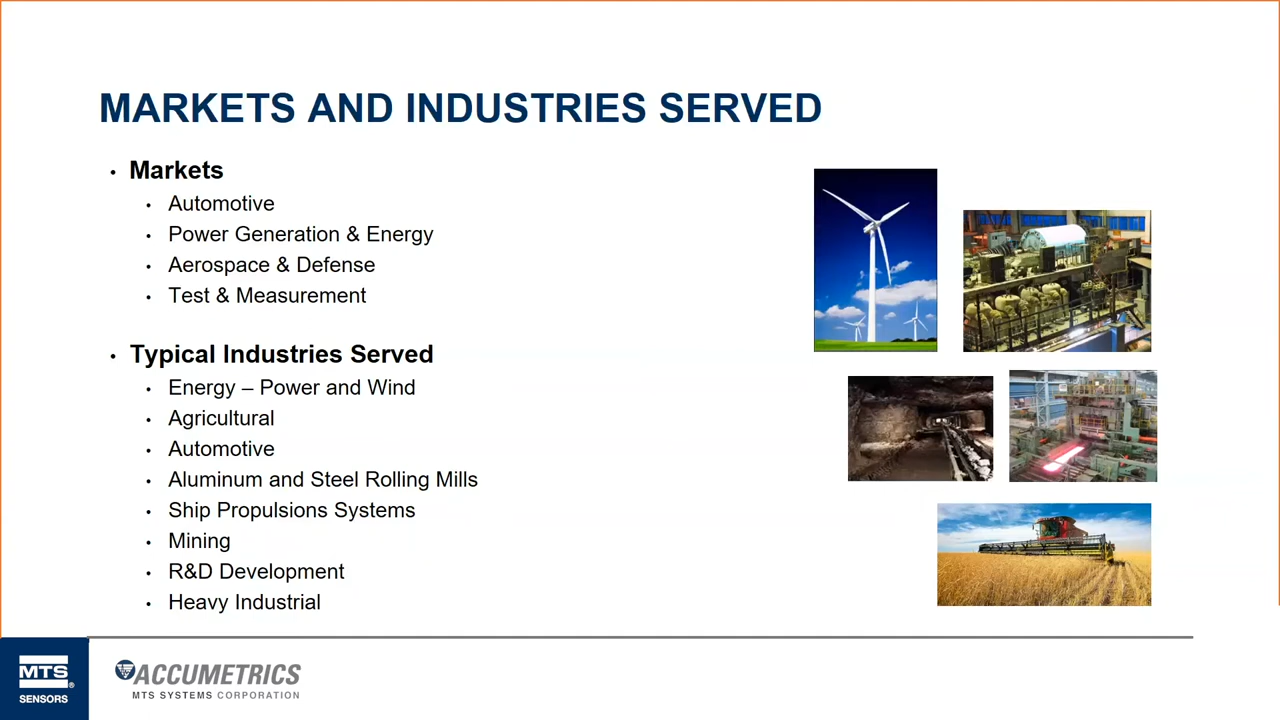 MARKETS AND INDUSTRIES SERVED
• Markets
• Automotive
• Power Generation & Energy
• Aerospace & Defense
• Test & Measurement
• Typical Industries Served
• Energy – Power and Wind
• Agricultural
• Automotive
• Aluminum and Steel Rolling Mills
• Ship Propulsions Systems
• Mining
• R&D Development
• Heavy Industrial
MTS®
SENSORS
ACCUMETRICS
MTS SYSTEMS CORPORATION